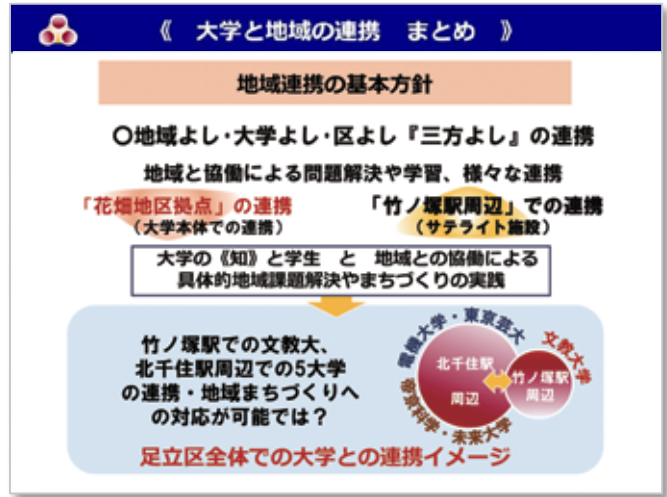 《　大学と地域の連携　まとめ　》
地域連携の基本方針
〇地域よし・大学よし・区よし『三方よし』の連携
地域と協働による問題解決や学習、様々な連携
「花畑地区拠点」の連携
（大学本体での連携）
「竹ノ塚駅周辺」での連携
（サテライト施設）
大学の《知》と学生　と　地域との協働による
具体的地域課題解決やまちづくりの実践
竹ノ塚駅での文教大、
北千住駅周辺での5大学
の連携・地域まちづくりへ
の対応が可能では？
電機大学・東京芸大
文教大学
北千住駅
周辺
竹ノ塚駅
周辺
帝京科学・未来大学
足立区全体での大学との連携イメージ